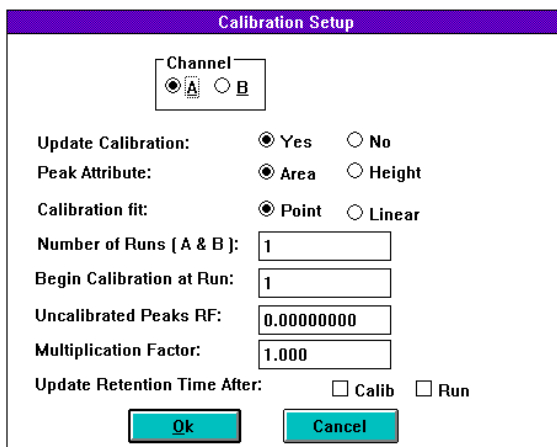 Calibration Setup
Channel
A B
Update Calibration: Yes No
Peak Attribute: Area Height
Calibration fit: Point Linear
Number of Runs ( A & B ): 1
Begin Calibration at Run: 1
Uncalibrated Peaks RF: 0.00000000
Multiplication Factor: 1.000
Update Retention Time After: Calib Run
Ok Cancel